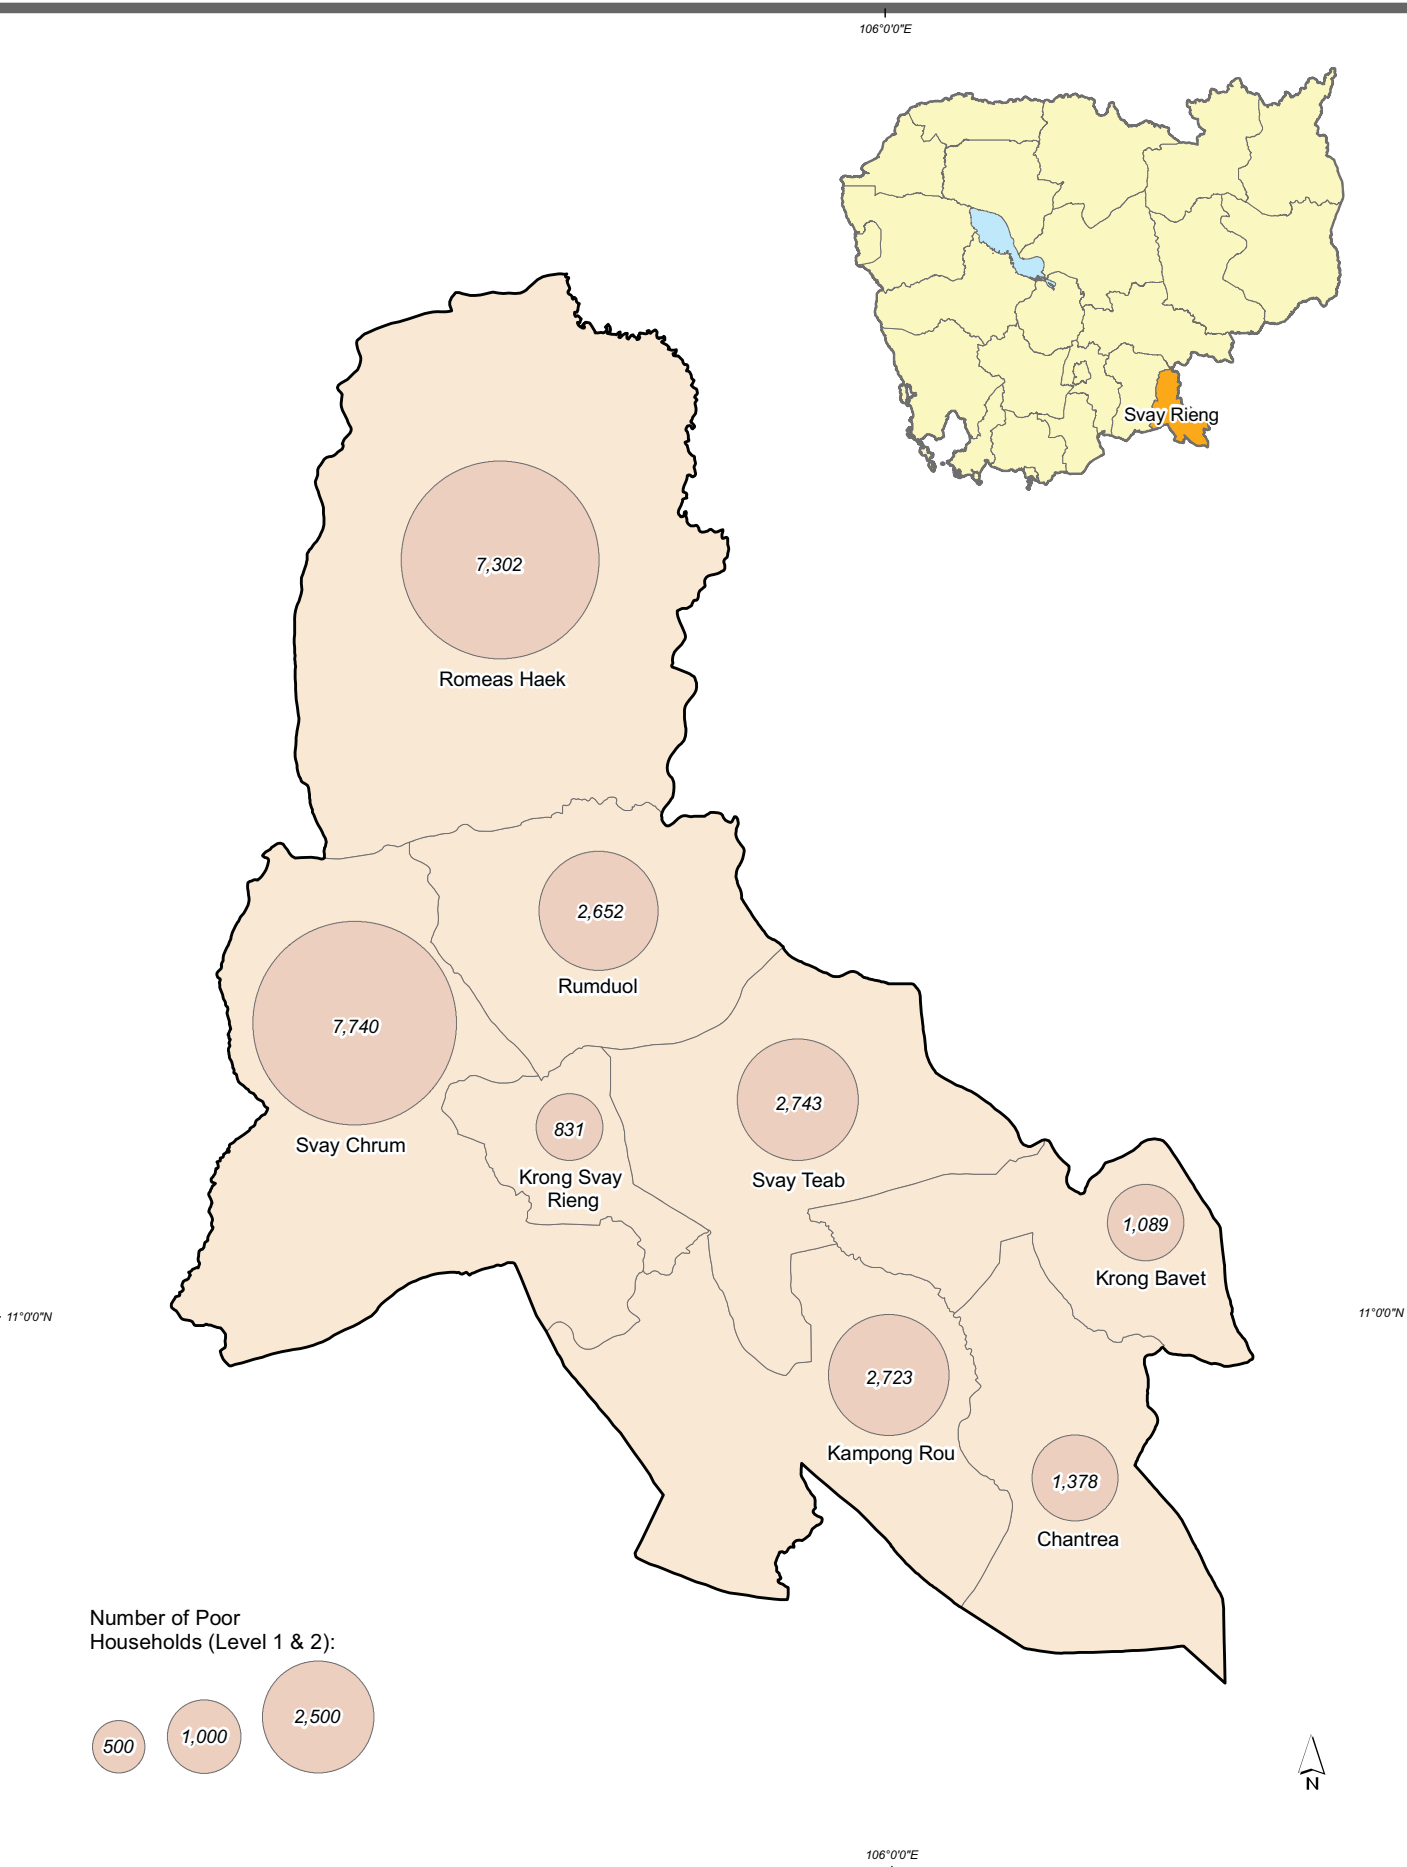 106°0'0"E
Svay Rieng
7,302
Romeas Haek
2,652
Rumduol
7,740
Svay Chrum
2,743
Svay Teab
831
Krong Svay
Rieng
1,089
Krong Bavet
11°0'0"N
11°0'0"N
2,723
Kampong Rou
1,378
Chantrea
Number of Poor
Households (Level 1 & 2):
500
1,000
2,500
N
106°0'0"E